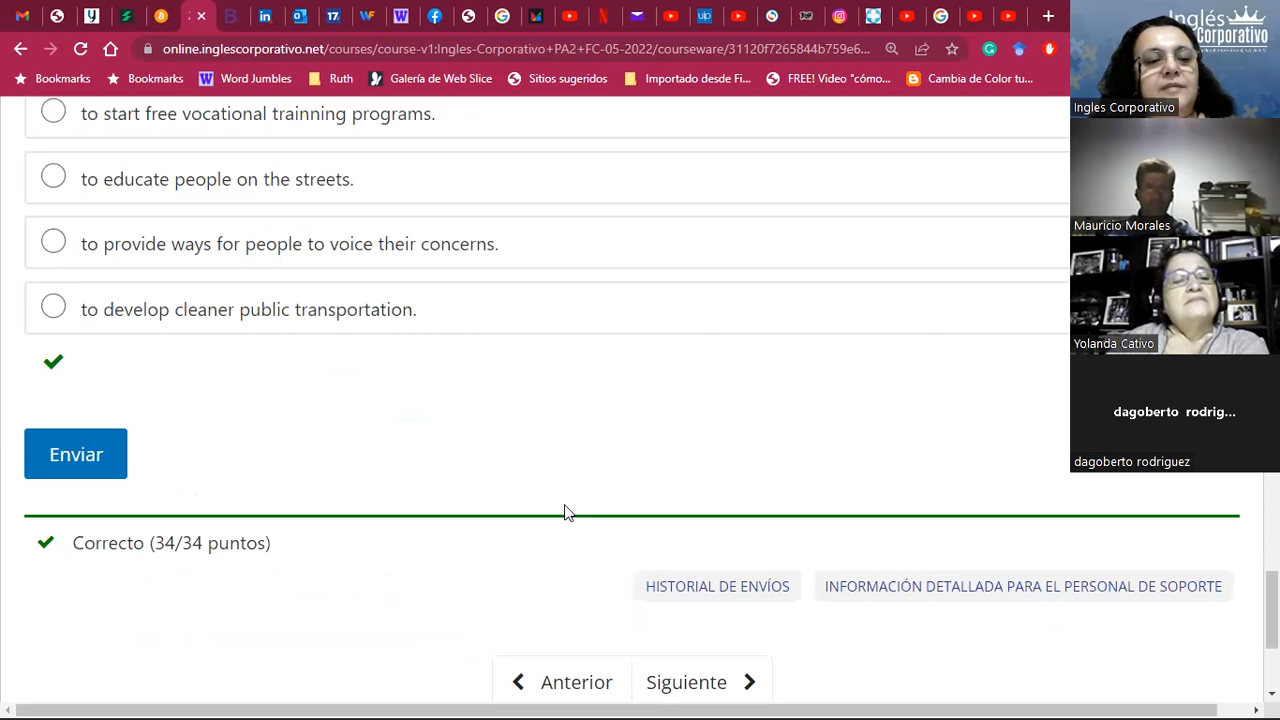 online.inglescorporativo.net/courses/course-v1:Ingles-Corporativo+PA2+FC-05-2022/courseware/31120f7265844b759e6...
Bookmarks
Bookmarks
Word Jumbles
Ruth
Galería de Web Slice
Sitios sugeridos
Importado desde Fi...
FREE! Video "cómo...
Cambia de Color tu...
to start free vocational trainning programs.
to educate people on the streets.
to provide ways for people to voice their concerns.
to develop cleaner public transportation.
Enviar
Correcto (34/34 puntos)
HISTORIAL DE ENVÍOS
INFORMACIÓN DETALLADA PARA EL PERSONAL DE SOPORTE
Anterior
Siguiente
Inglés
Corporativo
Ingles Corporativo
Mauricio Morales
Yolanda Cativo
dagoberto rodrig...
dagoberto rodriguez